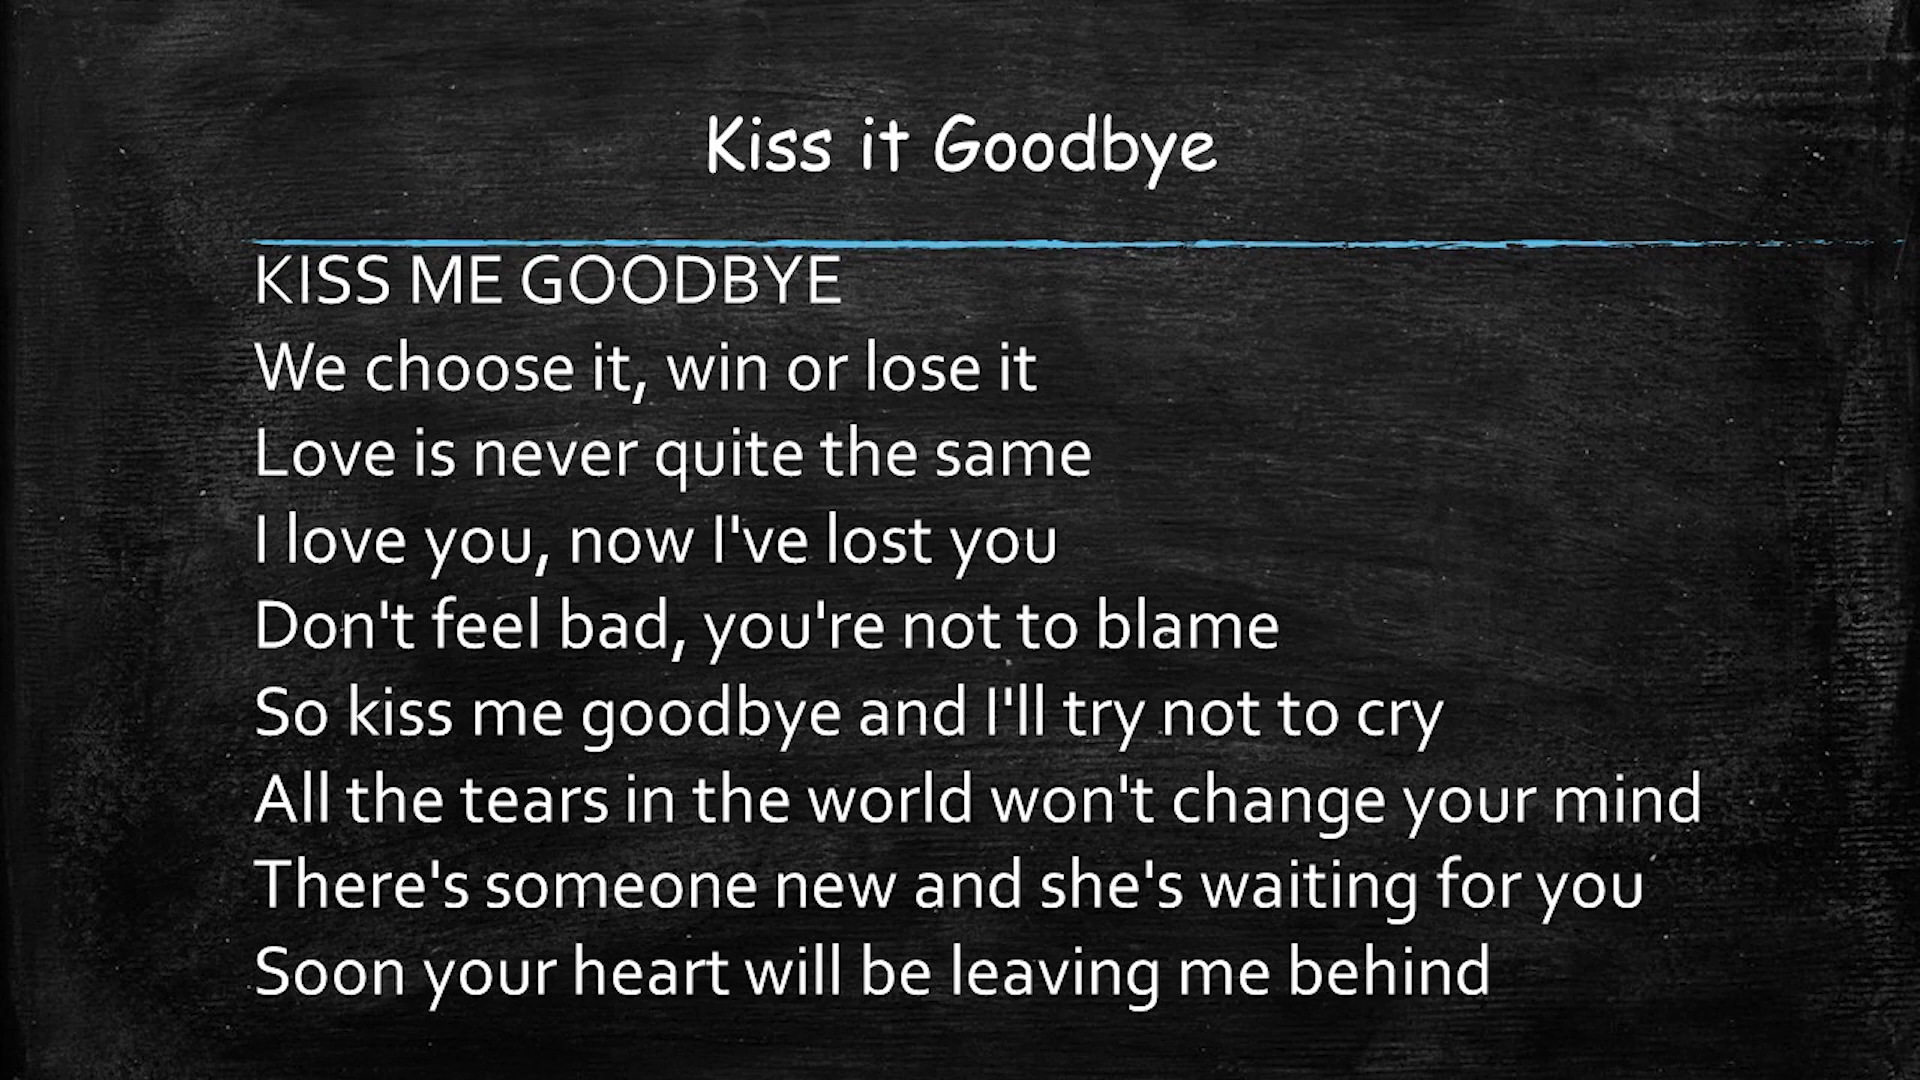 Kiss it Goodbye
KISS ME GOODBYE
We choose it, win or lose it
Love is never quite the same
I love you, now I've lost you
Don't feel bad, you're not to blame
So kiss me goodbye and I'll try not to cry
All the tears in the world won't change your mind
There's someone new and she's waiting for you
Soon your heart will be leaving me behind